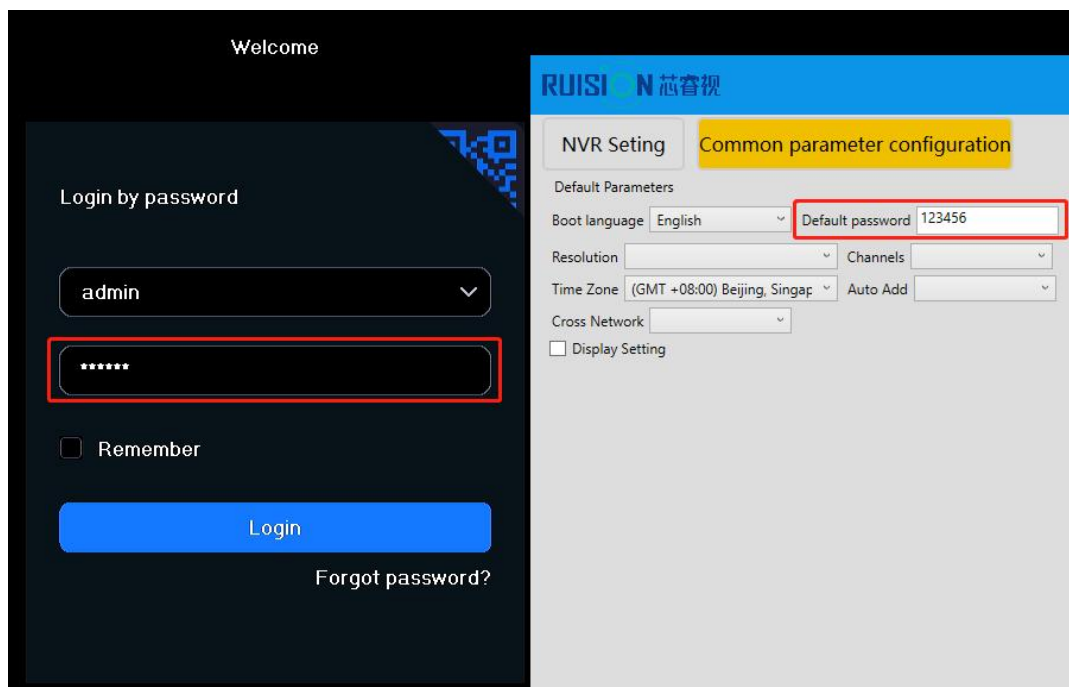 Welcome
Login by password
admin
******
Remember
Login
Forgot password?
RUISION 芯睿视
NVR Seting
Common parameter configuration
Default Parameters
Boot language English Default password 123456
Resolution Channels
Time Zone (GMT +08:00) Beijing, Singap Auto Add
Cross Network
Display Setting